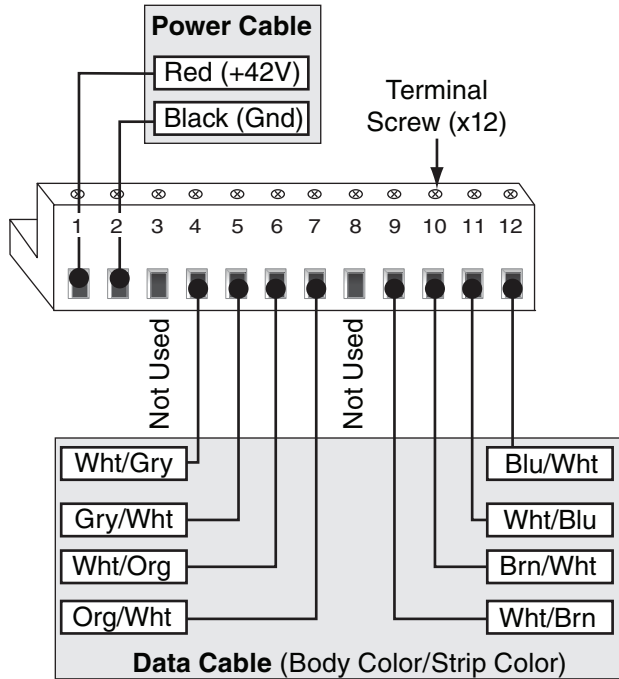 Power Cable
Red (+42V)
Black (Gnd)
Terminal
Screw (x12)
1 2 3 4 5 6 7 8 9 10 11 12
Not Used
Not Used
Wht/Gry
Blu/Wht
Gry/Wht
Wht/Blu
Wht/Org
Brn/Wht
Org/Wht
Wht/Brn
Data Cable (Body Color/Strip Color)